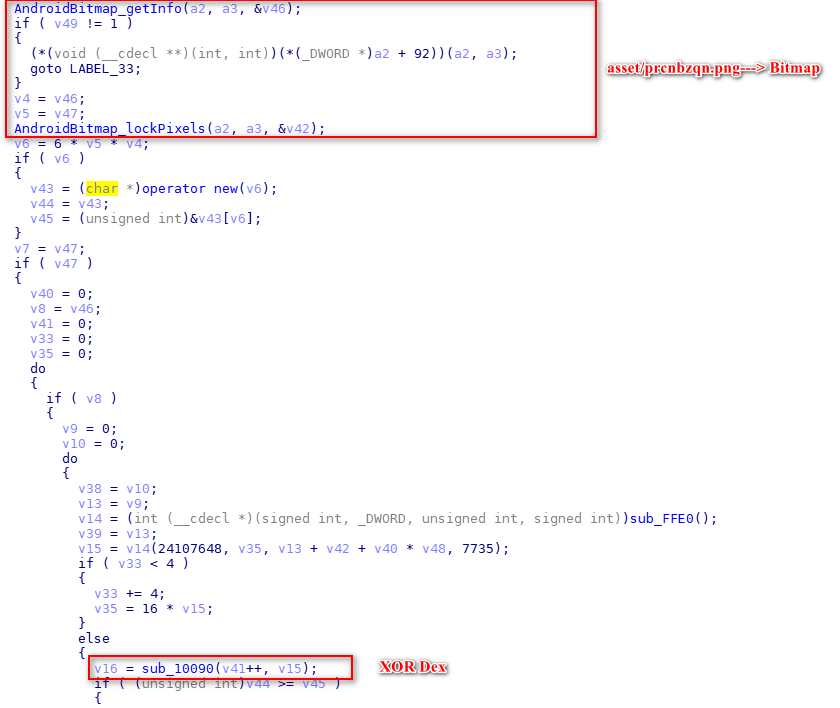 AndroidBitmap_getInfo(a2, a3, &v46);
if ( v49 != 1 )
{
(*(void (__cdecl **)(int, int))(*(_DWORD *)a2 + 92))(a2, a3);
goto LABEL_33;
}
asset/prcnbzqn.png---> Bitmap
v4 = v46;
v5 = v47;
AndroidBitmap_lockPixels(a2, a3, &v42);
v6 = 6 * v5 * v4;
if ( v6 )
{
v43 = (char *)operator new(v6);
v44 = v43;
v45 = (unsigned int)&v43[v6];
}
v7 = v47;
if ( v47 )
{
v40 = 0;
v8 = v46;
v41 = 0;
v33 = 0;
v35 = 0;
do
{
if ( v8 )
{
v9 = 0;
v10 = 0;
do
{
v38 = v10;
v13 = v9;
v14 = (int (__cdecl *)(signed int, _DWORD, unsigned int, signed int))sub_FFE0();
v39 = v13;
v15 = v14(24107648, v35, v13 + v42 + v40 * v48, 7735);
if ( v33 < 4 )
{
v33 += 4;
v35 = 16 * v15;
}
else
{
v16 = sub_10090(v41++, v15);
XOR Dex
if ( (unsigned int)v44 >= v45 )
{